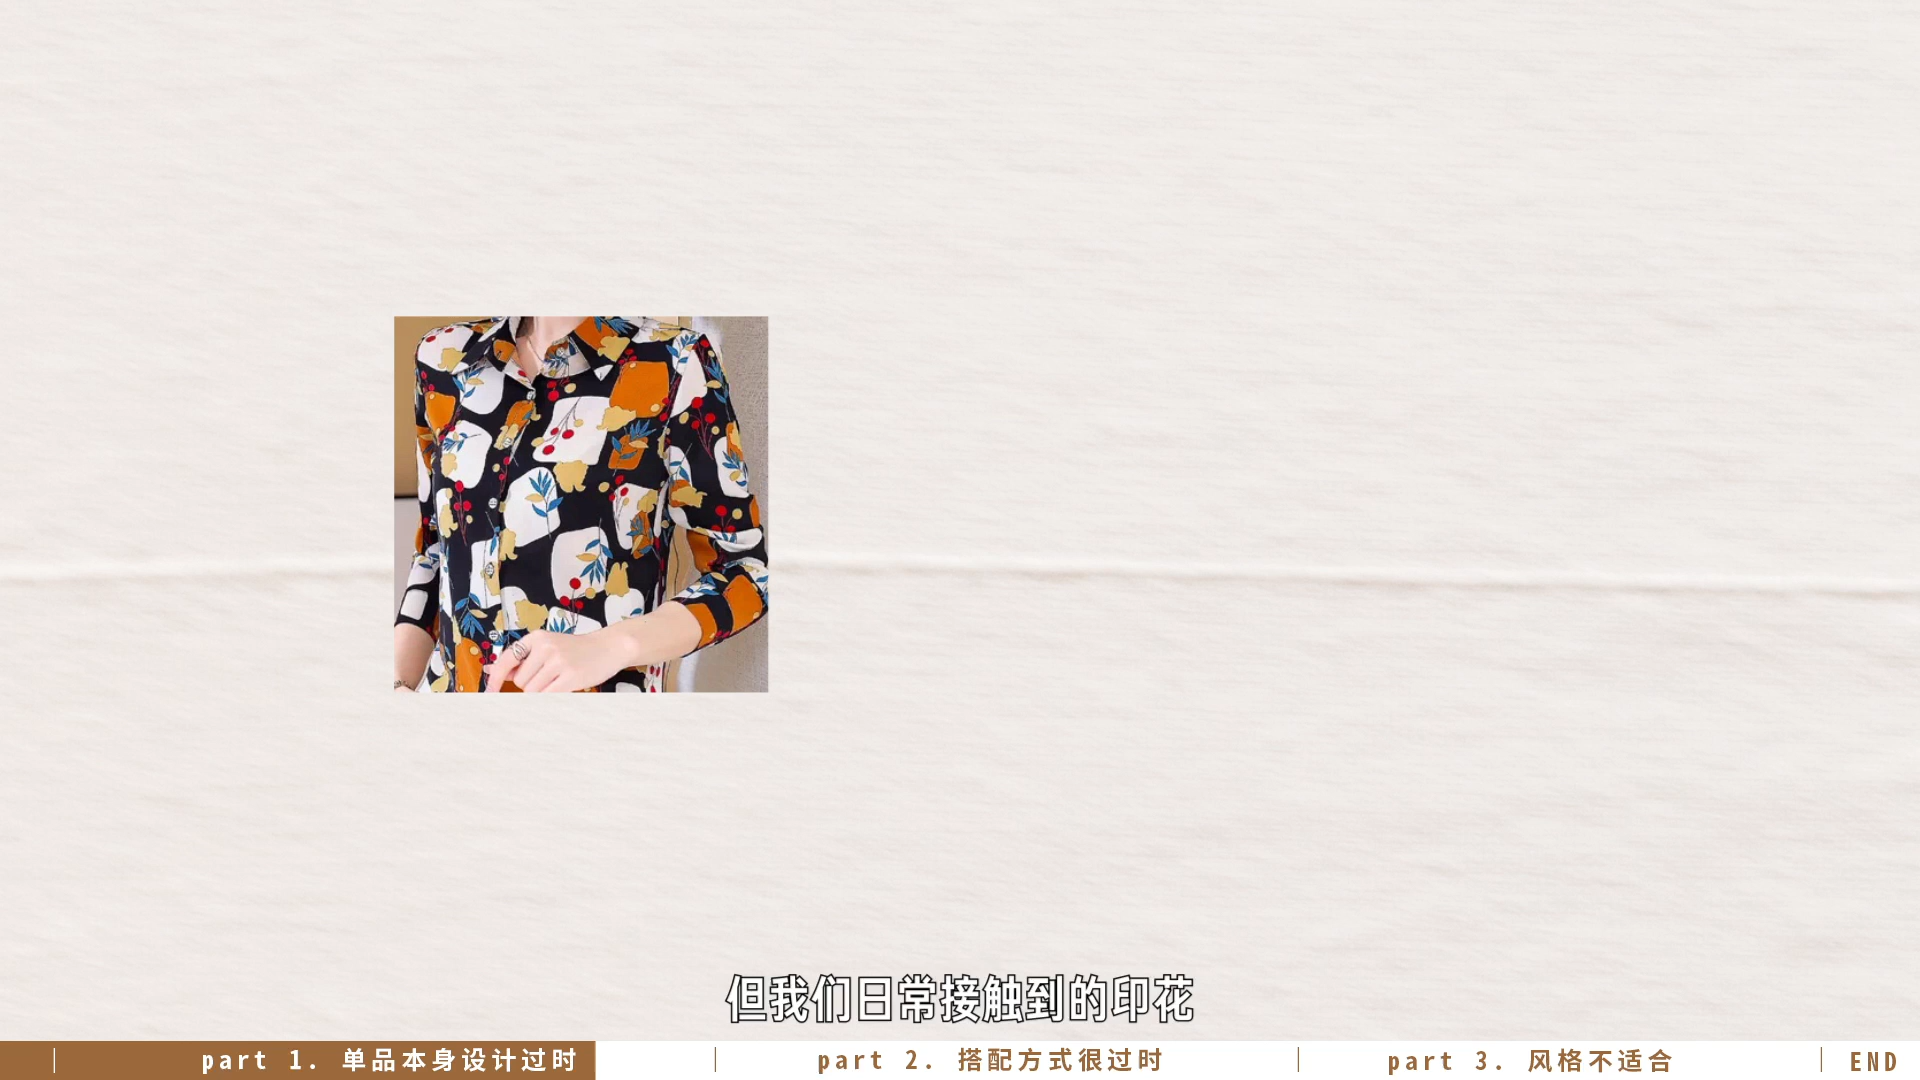 但我们日常接触到的印花
part 1. 单品本身设计过时
part 2. 搭配方式很过时
part 3. 风格不适合
END